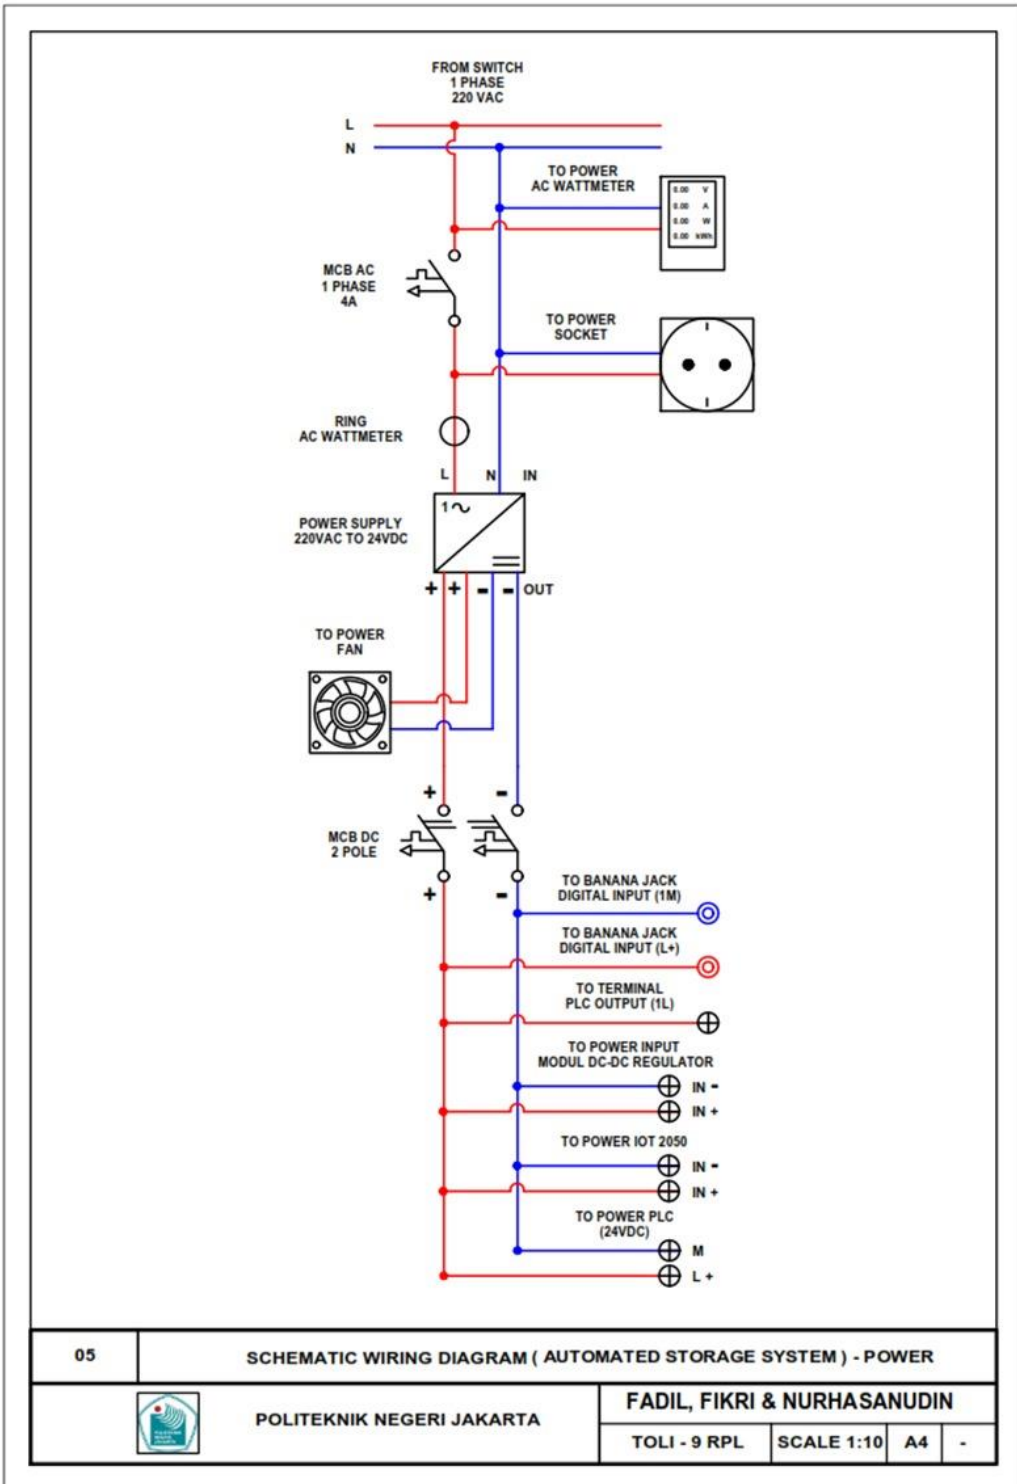 FROM SWITCH
1 PHASE
220 VAC
L
N
TO POWER
AC WATTMETER
0.00 V
0.00 A
0.00 W
0.00 kWh
MCB AC
1 PHASE
4A
TO POWER
SOCKET
RING
AC WATTMETER
L N IN
1
POWER SUPPLY
220VAC TO 24VDC
+ + - - OUT
TO POWER
FAN
+ -
MCB DC
2 POLE
+ -
TO BANANA JACK
DIGITAL INPUT (1M)
TO BANANA JACK
DIGITAL INPUT (L+)
TO TERMINAL
PLC OUTPUT (1L)
TO POWER INPUT
MODUL DC-DC REGULATOR
IN -
IN +
TO POWER IOT 2050
IN -
IN +
TO POWER PLC
(24VDC)
M
L +
05
SCHEMATIC WIRING DIAGRAM ( AUTOMATED STORAGE SYSTEM ) - POWER
POLITEKNIK NEGERI JAKARTA
FADIL, FIKRI & NURHASANUDIN
TOLI - 9 RPL SCALE 1:10 A4 -
POLITEKNIK
NEGERI
JAKARTA